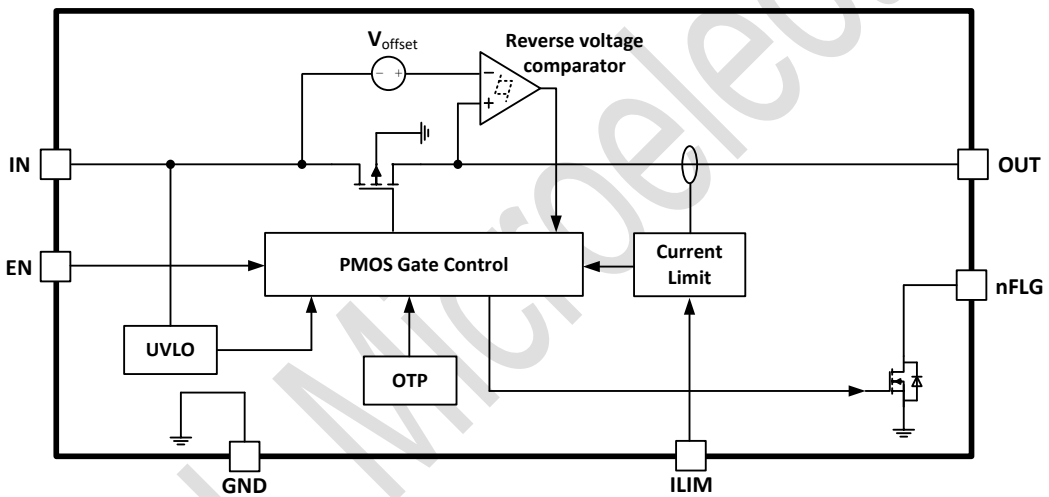 Voffset
Reverse voltage
comparator
IN
OUT
EN
PMOS Gate Control
Current
Limit
nFLG
UVLO
OTP
GND
ILIM